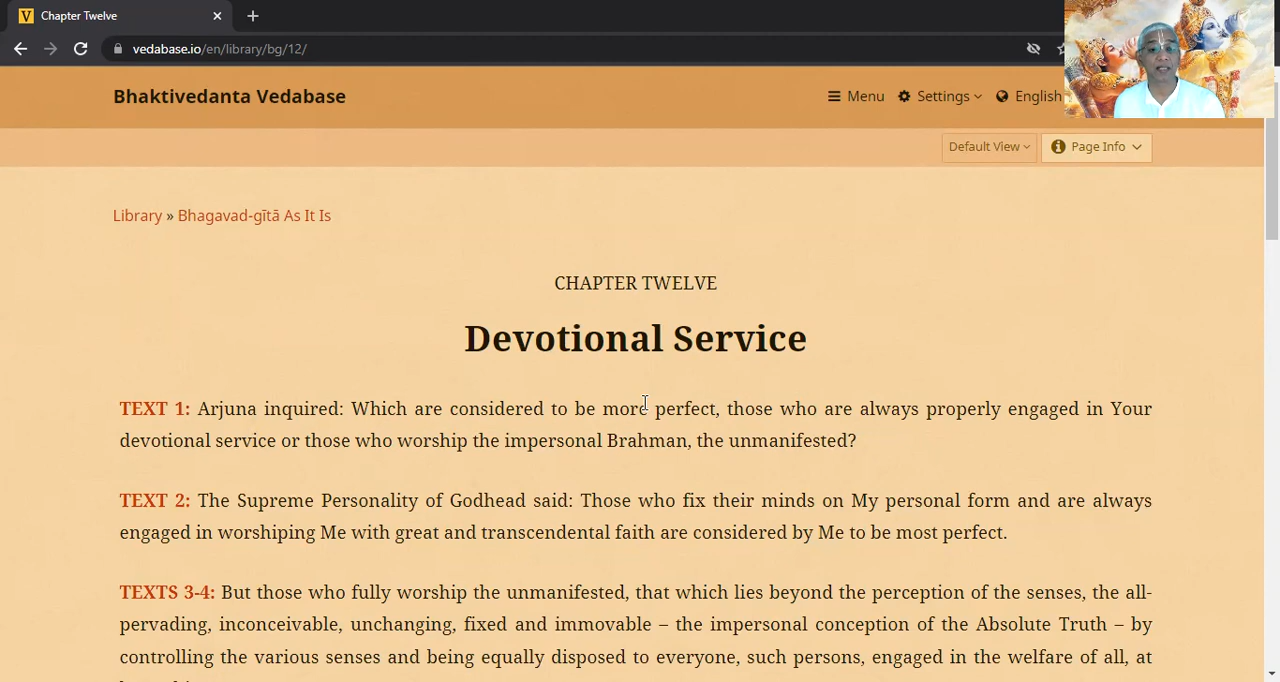 Chapter Twelve
vedabase.io/en/library/bg/12/
Bhaktivedanta Vedabase
Menu Settings English
Default View Page Info
Library » Bhagavad-gītā As It Is
CHAPTER TWELVE
Devotional Service
TEXT 1: Arjuna inquired: Which are considered to be more perfect, those who are always properly engaged in Your
devotional service or those who worship the impersonal Brahman, the unmanifested?
TEXT 2: The Supreme Personality of Godhead said: Those who fix their minds on My personal form and are always
engaged in worshiping Me with great and transcendental faith are considered by Me to be most perfect.
TEXTS 3-4: But those who fully worship the unmanifested, that which lies beyond the perception of the senses, the all-
pervading, inconceivable, unchanging, fixed and immovable – the impersonal conception of the Absolute Truth – by
controlling the various senses and being equally disposed to everyone, such persons, engaged in the welfare of all, at